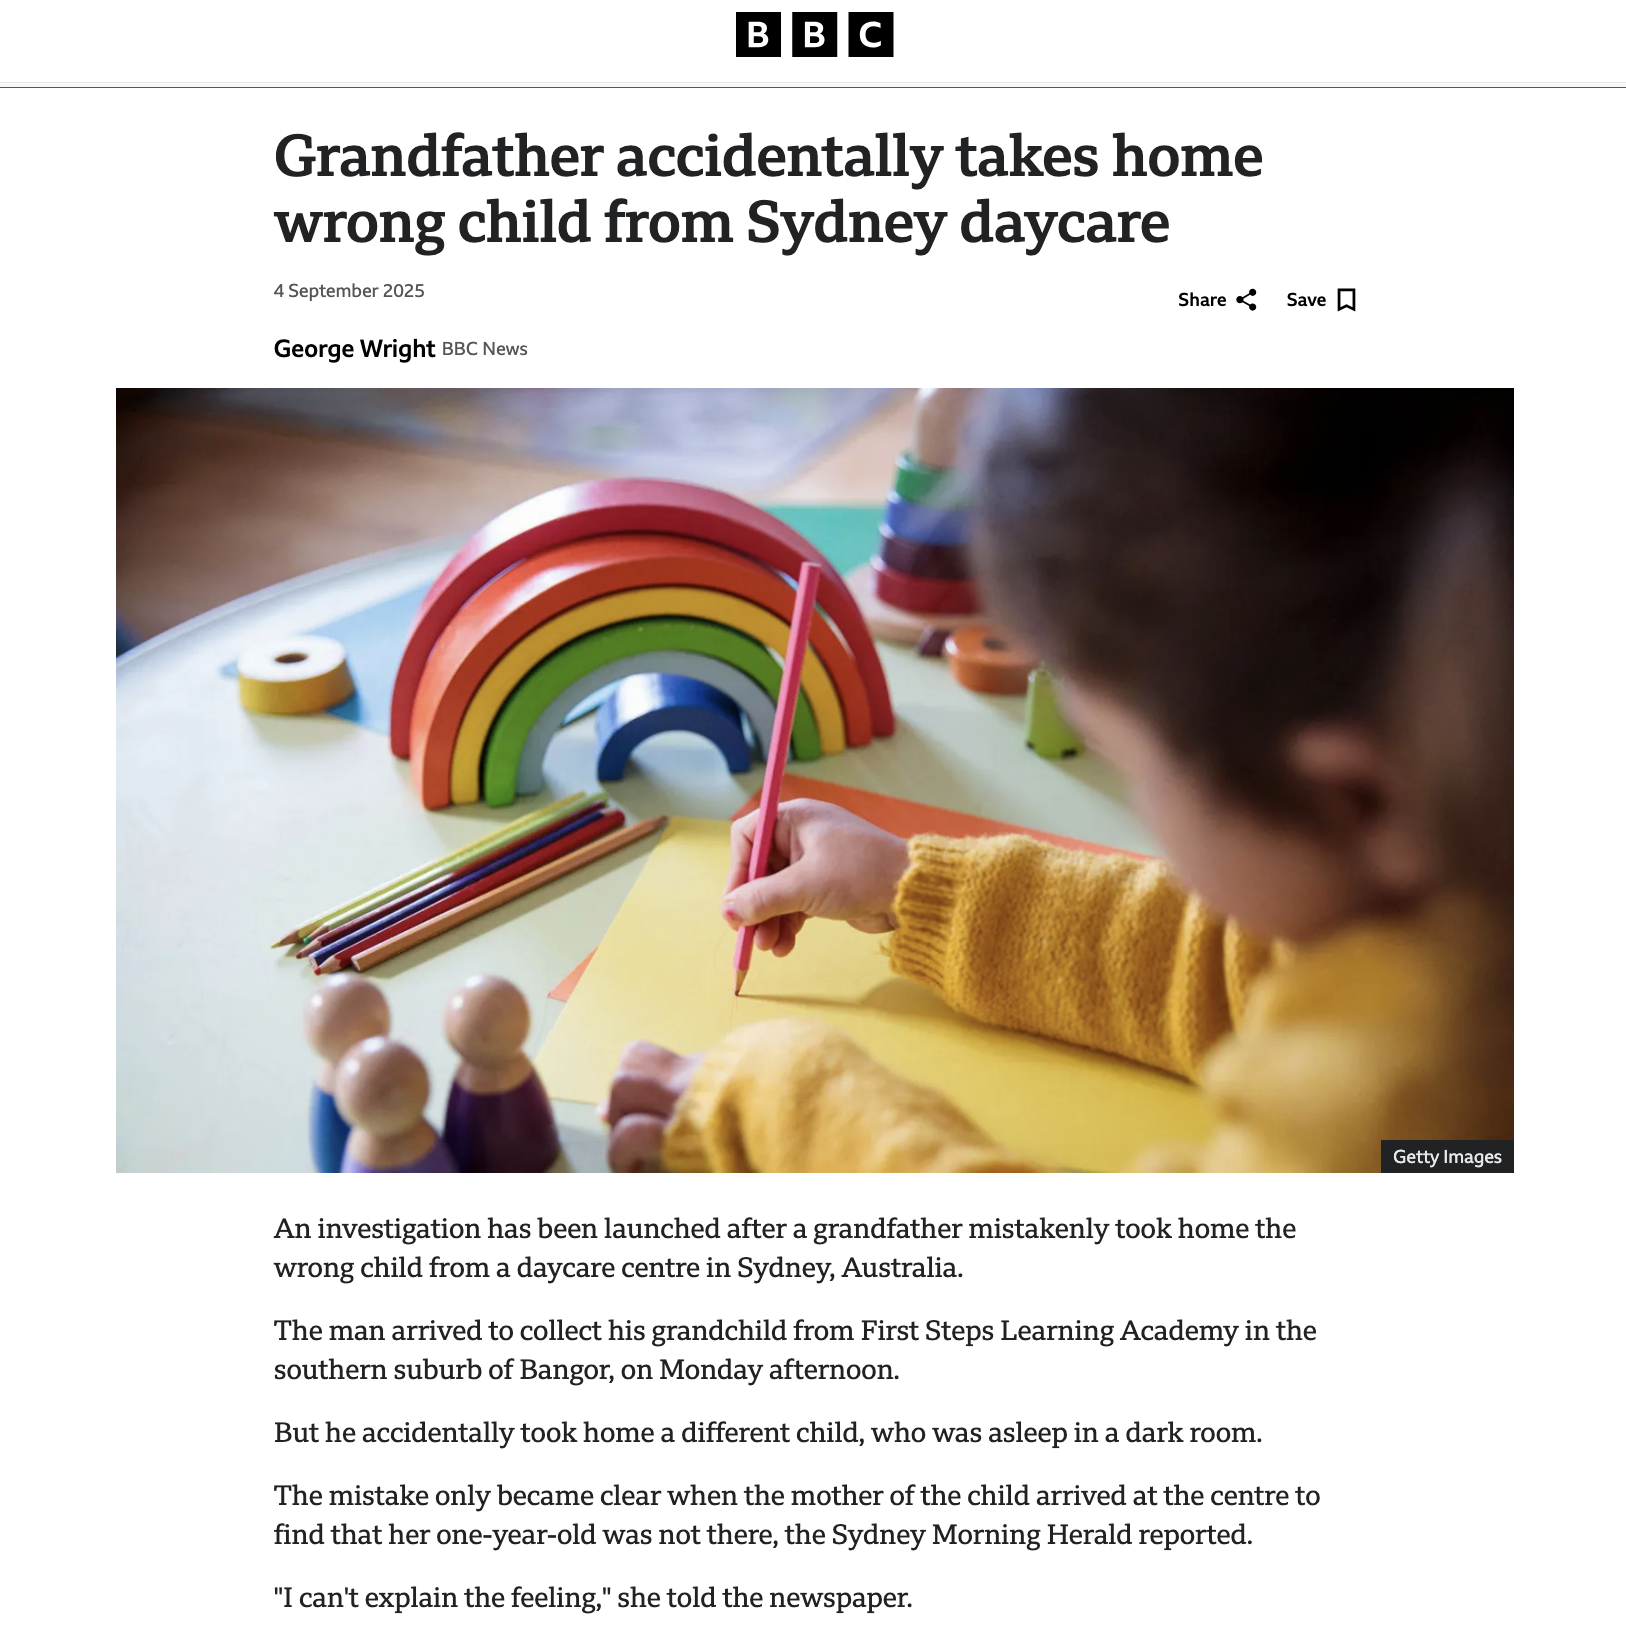 BBC
Grandfather accidentally takes home
wrong child from Sydney daycare
4 September 2025
Share
Save
George Wright BBC News
Getty Images
An investigation has been launched after a grandfather mistakenly took home the
wrong child from a daycare centre in Sydney, Australia.
The man arrived to collect his grandchild from First Steps Learning Academy in the
southern suburb of Bangor, on Monday afternoon.
But he accidentally took home a different child, who was asleep in a dark room.
The mistake only became clear when the mother of the child arrived at the centre to
find that her one-year-old was not there, the Sydney Morning Herald reported.
"I can't explain the feeling," she told the newspaper.